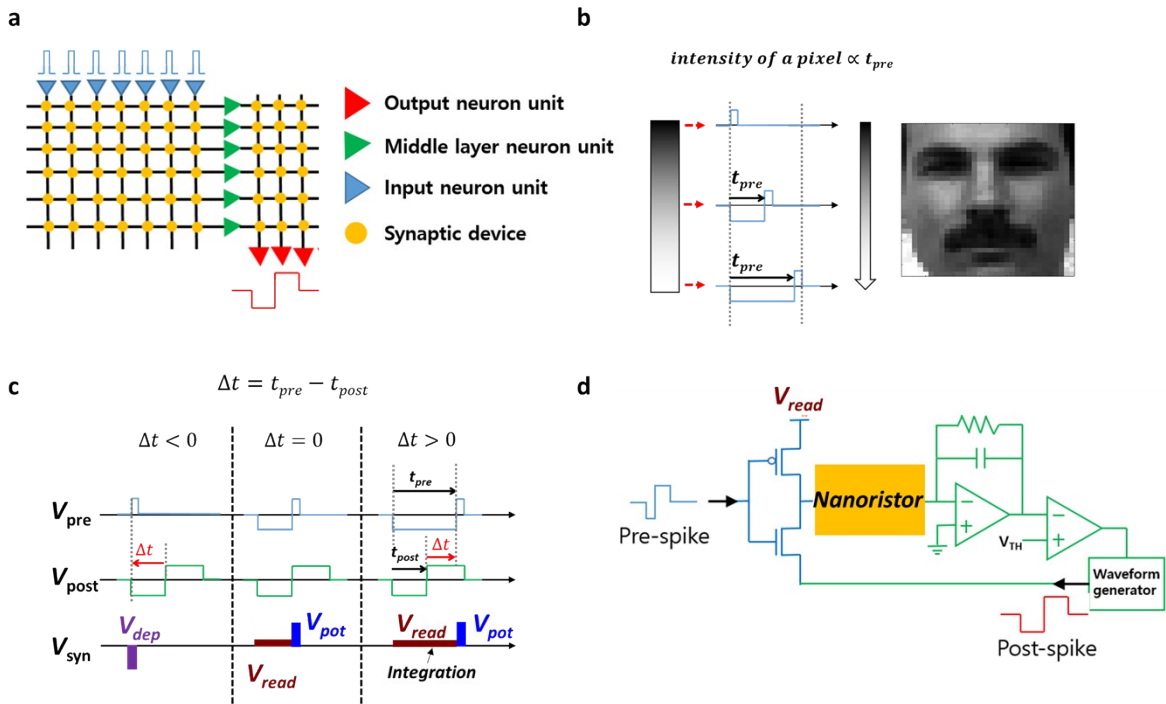 a
Output neuron unit
Middle layer neuron unit
Input neuron unit
Synaptic device
b
intensity of a pixel ∝ t_pre
t_pre
t_pre
c
Δt = t_pre − t_post
Δt < 0
Δt = 0
Δt > 0
t_pre
V_pre
Δt
t_post
Δt
V_post
V_dep
V_pot
V_read
V_pot
V_syn
V_read
Integration
d
V_read
Nanoristor
Pre-spike
V_TH
Waveform
generator
Post-spike